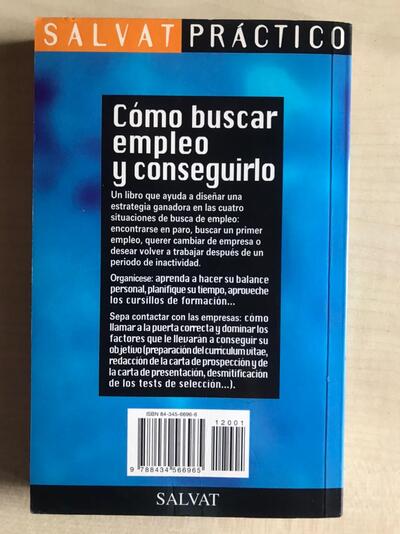 SALVAT PRÁCTICO
Cómo buscar
empleo
y conseguirlo
Un libro que ayuda a diseñar una
estrategia ganadora en las cuatro
situaciones de busca de empleo:
encontrarse en paro, buscar un primer
empleo, querer cambiar de empresa o
desear volver a trabajar después de un
periodo de inactividad.
Organícese: aprenda a hacer su balance
personal, planifique su tiempo, aproveche
los cursillos de formación...
Sepa contactar con las empresas: cómo
llamar a la puerta correcta y dominar los
factores que le llevarán a conseguir su
objetivo (preparación del curriculum vitae,
redacción de la carta de prospección y de
la carta de presentación, desmitificación
de los tests de selección...).
ISBN 84-345-6696-6
12001
9 788434 566965
SALVAT